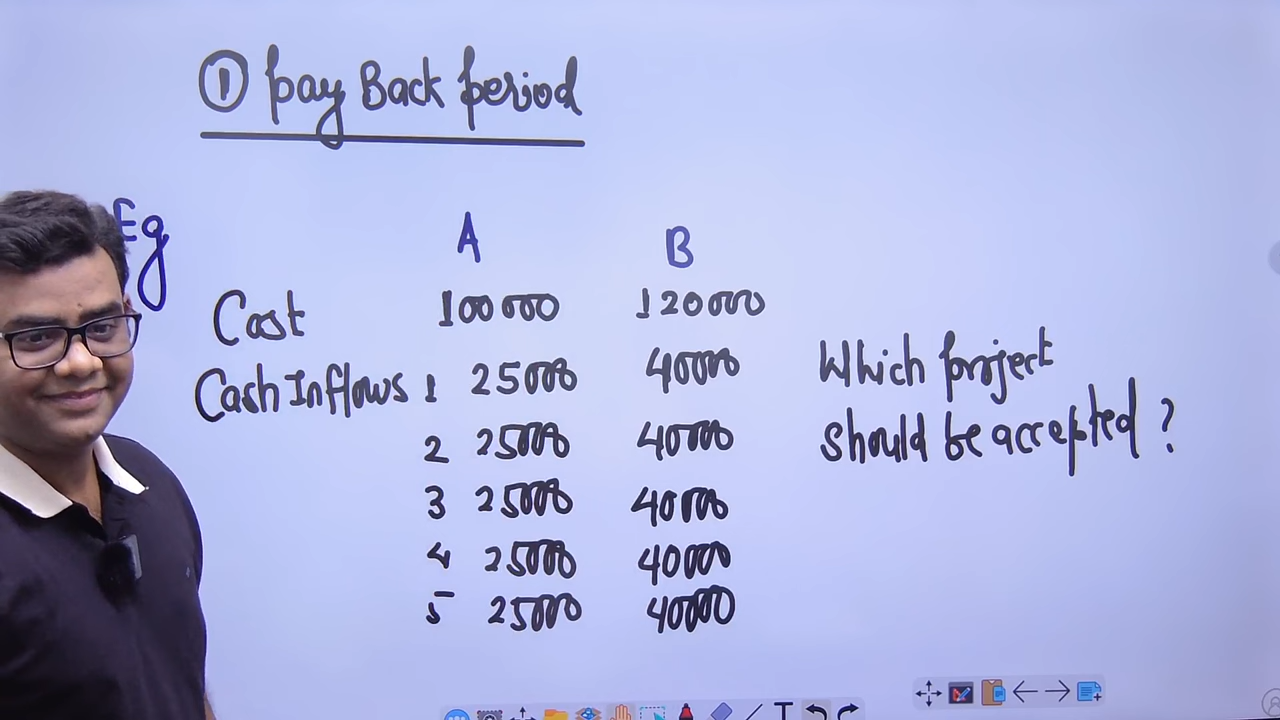 ① Pay Back Period
Eg
A B
Cost 100000 120000
Cash Inflows 1 25000 40000 Which project
2 25000 40000 should be accepted ?
3 25000 40000
4 25000 40000
5 25000 40000
T